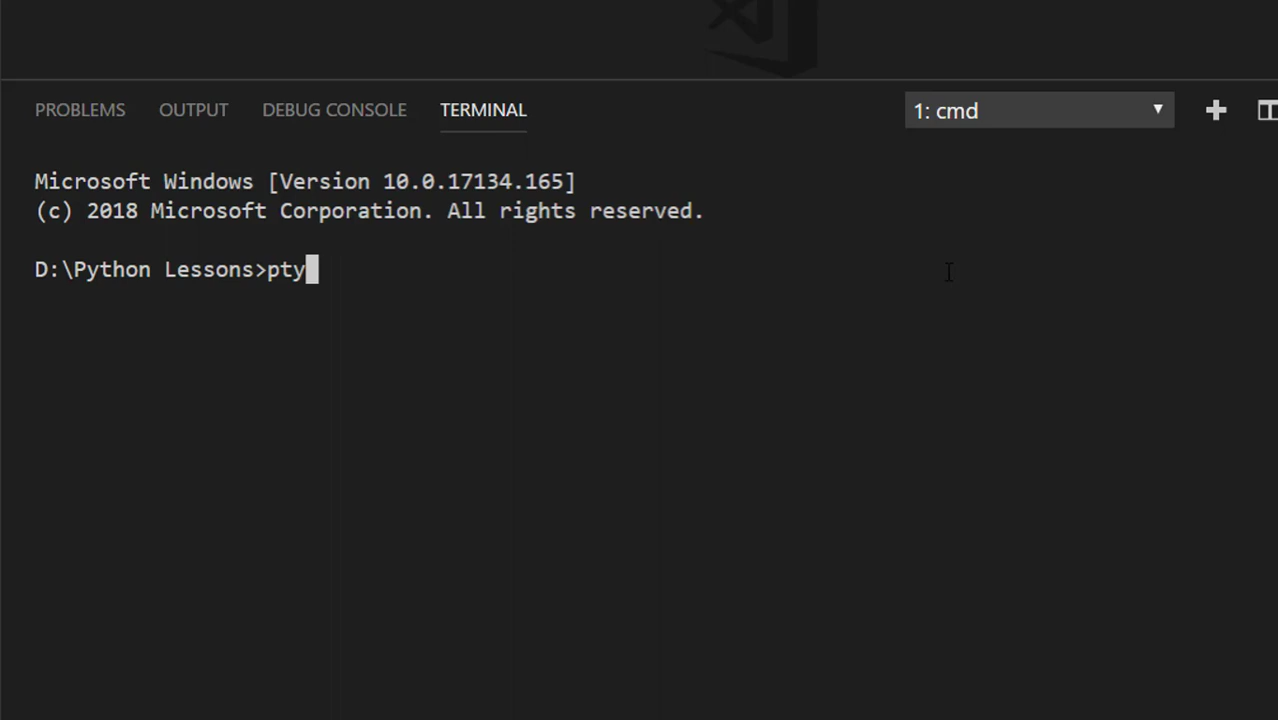 PROBLEMS OUTPUT DEBUG CONSOLE TERMINAL 1: cmd
Microsoft Windows [Version 10.0.17134.165]
(c) 2018 Microsoft Corporation. All rights reserved.
D:\Python Lessons>pty